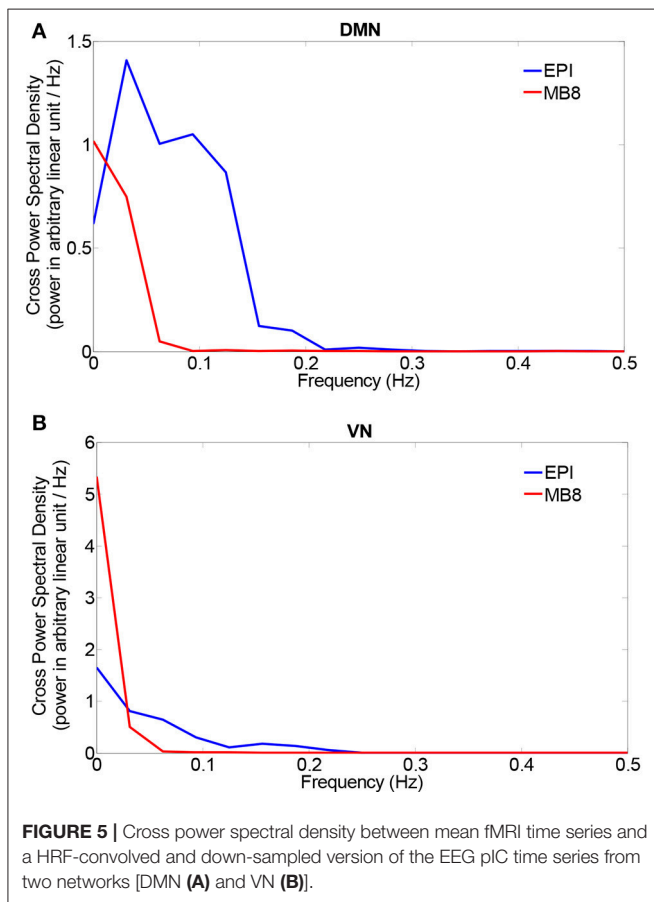 A
DMN
Cross Power Spectral Density
(power in arbitrary linear unit / Hz)
1.5
1
0.5
0
EPI
MB8
0 0.1 0.2 0.3 0.4 0.5
Frequency (Hz)
B
VN
Cross Power Spectral Density
(power in arbitrary linear unit / Hz)
6
5
4
3
2
1
0
EPI
MB8
0 0.1 0.2 0.3 0.4 0.5
Frequency (Hz)
FIGURE 5 | Cross power spectral density between mean fMRI time series and
a HRF-convolved and down-sampled version of the EEG pIC time series from
two networks [DMN (A) and VN (B)].